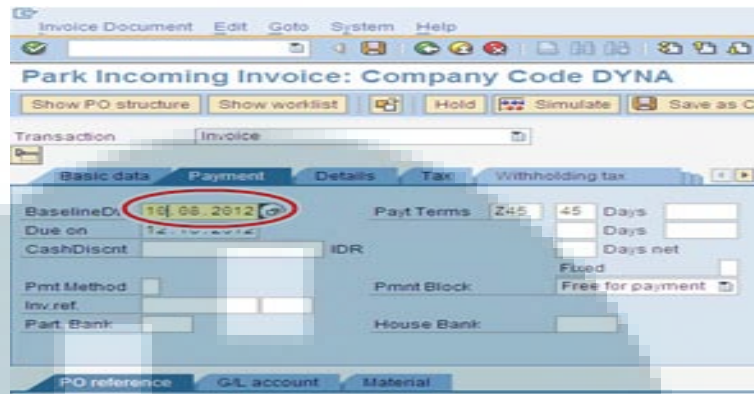 Invoice Document Edit Goto System Help
Park Incoming Invoice: Company Code DYNA
Show PO structure Show worklist Hold Simulate Save as C
Transaction Invoice
Basic data Payment Details Tax Withholding tax
BaselineD 10.08.2012 Payt Terms Z45 45 Days
Due on Days
CashDiscnt IDR Days net
Fixed
Pmt Method Pmnt Block Free for payment
Inv.ref.
Part. Bank House Bank
PO reference G/L account Material